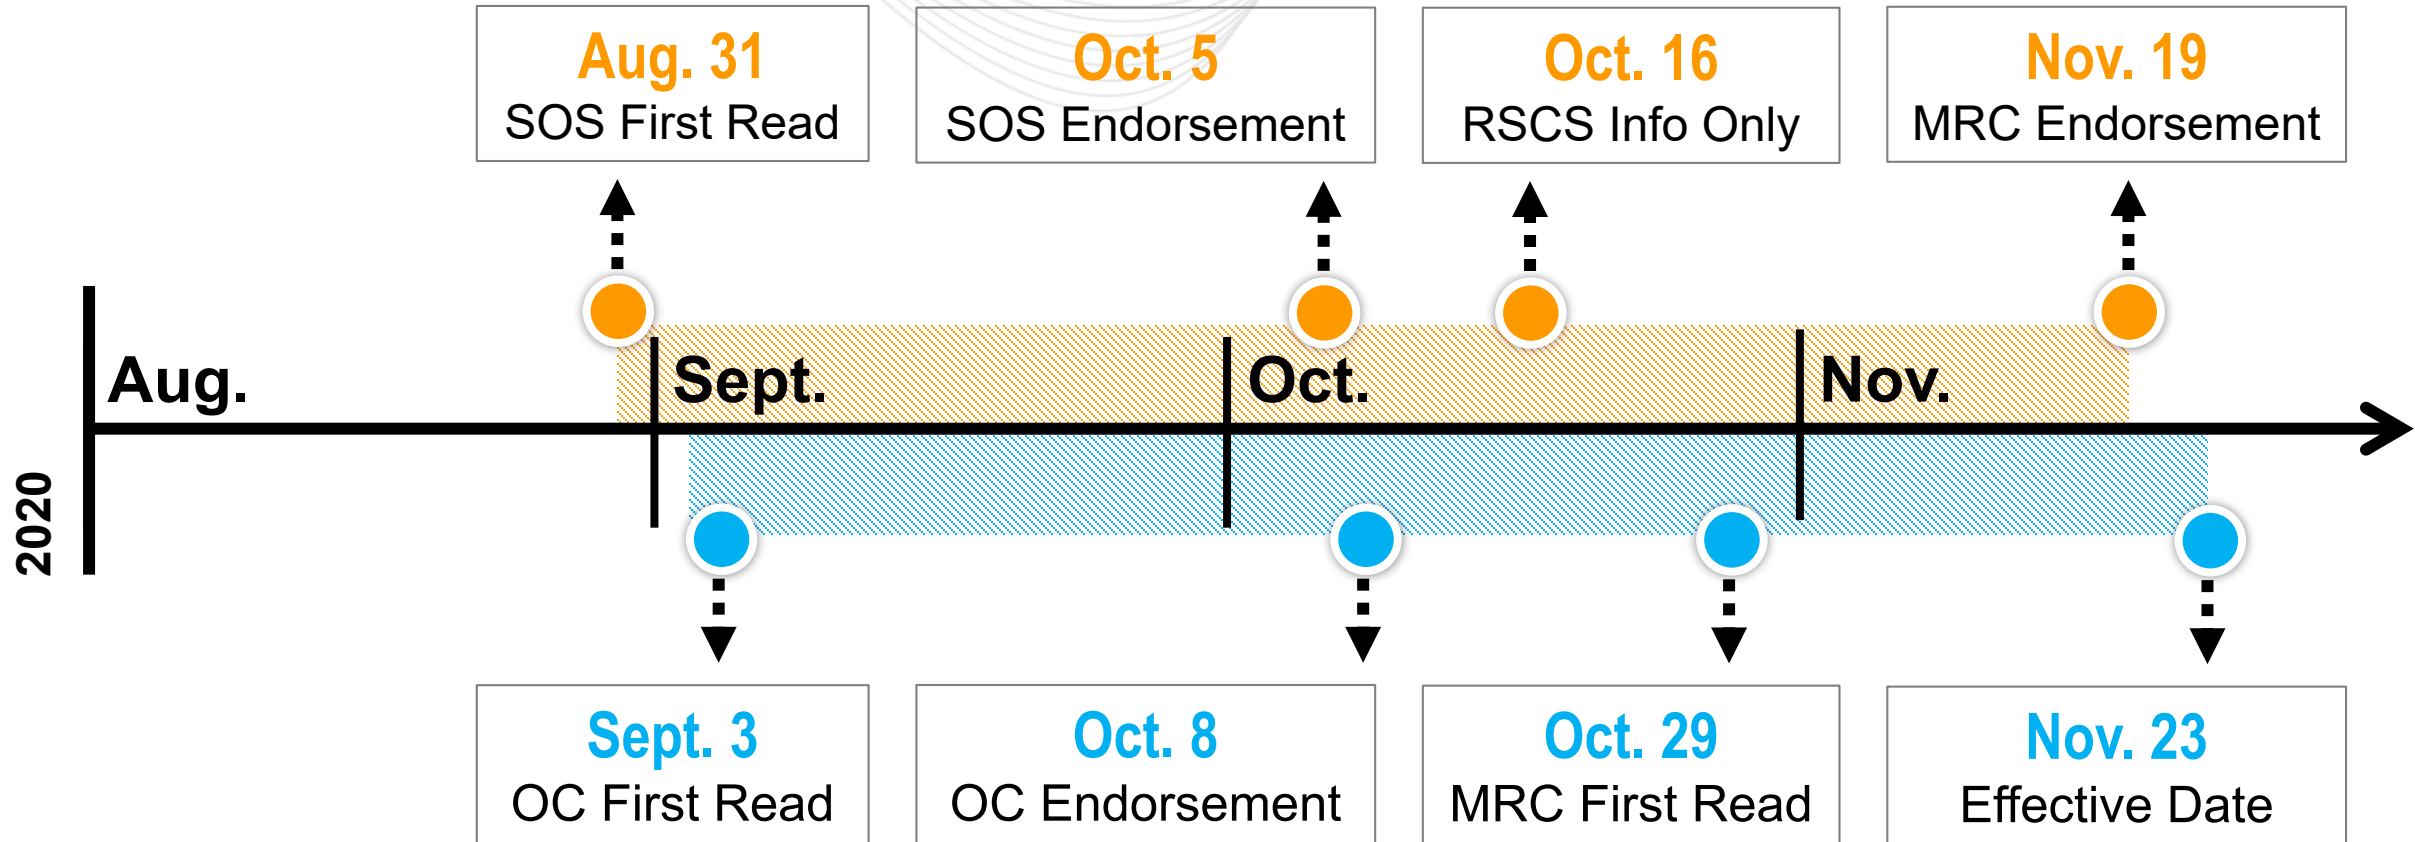 Aug. 31
SOS First Read
Oct. 5
SOS Endorsement
Oct. 16
RSCS Info Only
Nov. 19
MRC Endorsement
Aug.
Sept.
Oct.
Nov.
2020
Sept. 3
OC First Read
Oct. 8
OC Endorsement
Oct. 29
MRC First Read
Nov. 23
Effective Date